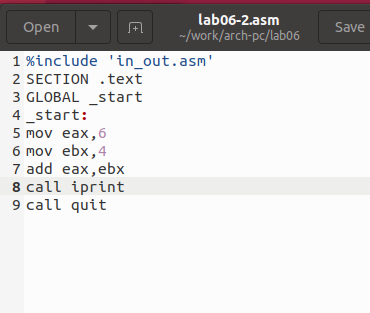 Open lab06-2.asm Save
~/work/arch-pc/lab06
1 %include 'in_out.asm'
2 SECTION .text
3 GLOBAL _start
4 _start:
5 mov eax,6
6 mov ebx,4
7 add eax,ebx
8 call iprint
9 call quit